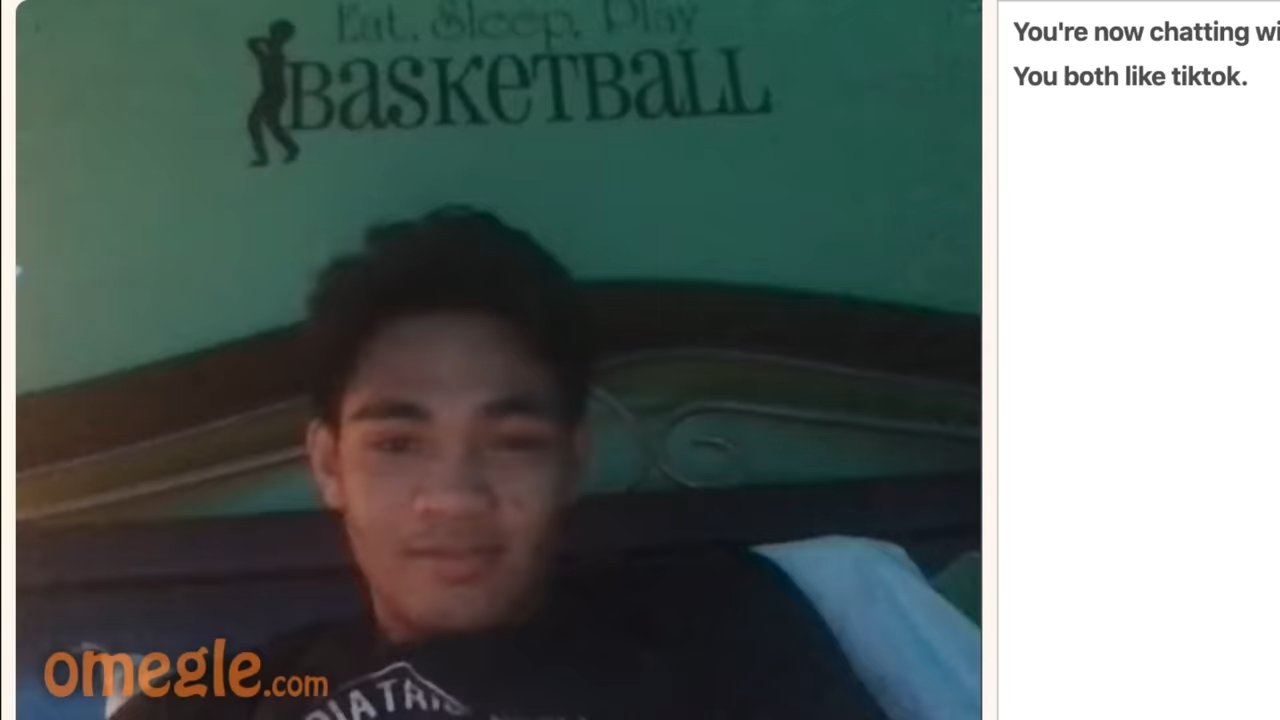 Eat. Sleep. Play
BASKETBALL
You're now chatting wi
You both like tiktok.
omegle.com